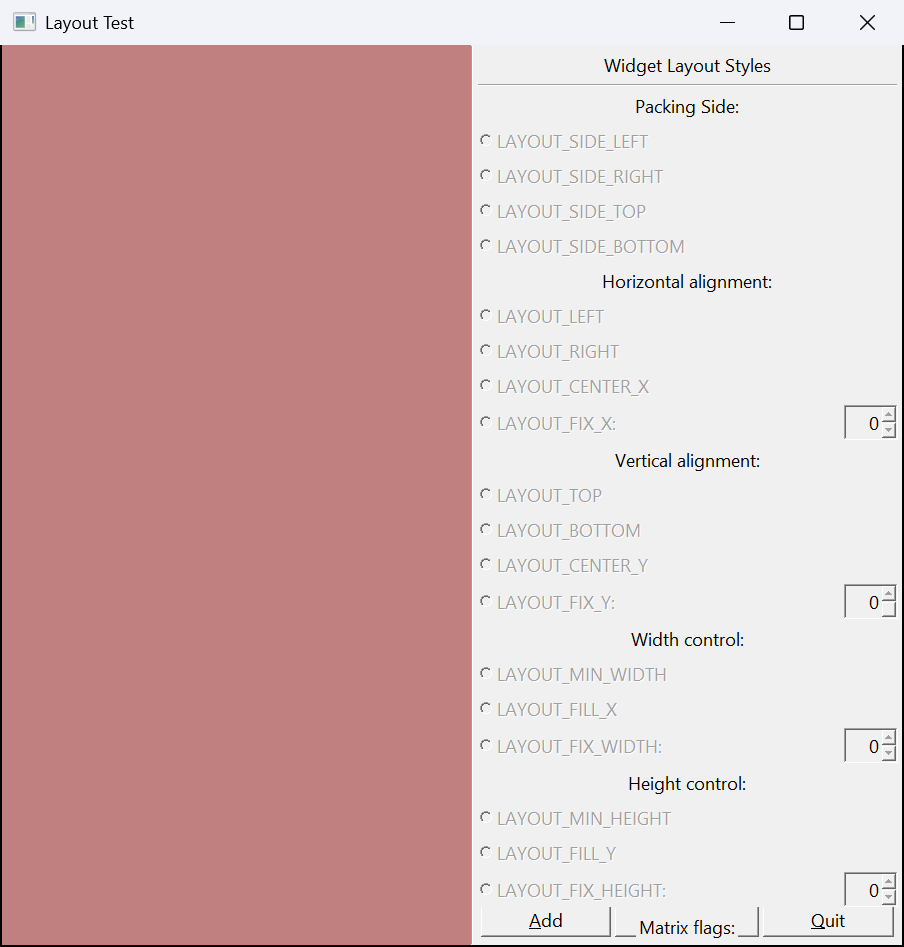 Layout Test
Widget Layout Styles
Packing Side:
LAYOUT_SIDE_LEFT
LAYOUT_SIDE_RIGHT
LAYOUT_SIDE_TOP
LAYOUT_SIDE_BOTTOM
Horizontal alignment:
LAYOUT_LEFT
LAYOUT_RIGHT
LAYOUT_CENTER_X
LAYOUT_FIX_X: 0
Vertical alignment:
LAYOUT_TOP
LAYOUT_BOTTOM
LAYOUT_CENTER_Y
LAYOUT_FIX_Y: 0
Width control:
LAYOUT_MIN_WIDTH
LAYOUT_FILL_X
LAYOUT_FIX_WIDTH: 0
Height control:
LAYOUT_MIN_HEIGHT
LAYOUT_FILL_Y
LAYOUT_FIX_HEIGHT: 0
Add Matrix flags: Quit